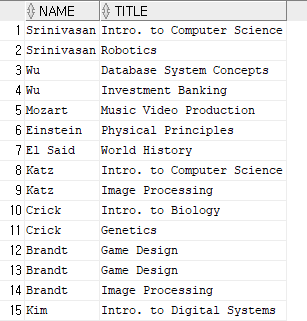 NAME TITLE
1 Srinivasan Intro. to Computer Science
2 Srinivasan Robotics
3 Wu Database System Concepts
4 Wu Investment Banking
5 Mozart Music Video Production
6 Einstein Physical Principles
7 El Said World History
8 Katz Intro. to Computer Science
9 Katz Image Processing
10 Crick Intro. to Biology
11 Crick Genetics
12 Brandt Game Design
13 Brandt Game Design
14 Brandt Image Processing
15 Kim Intro. to Digital Systems